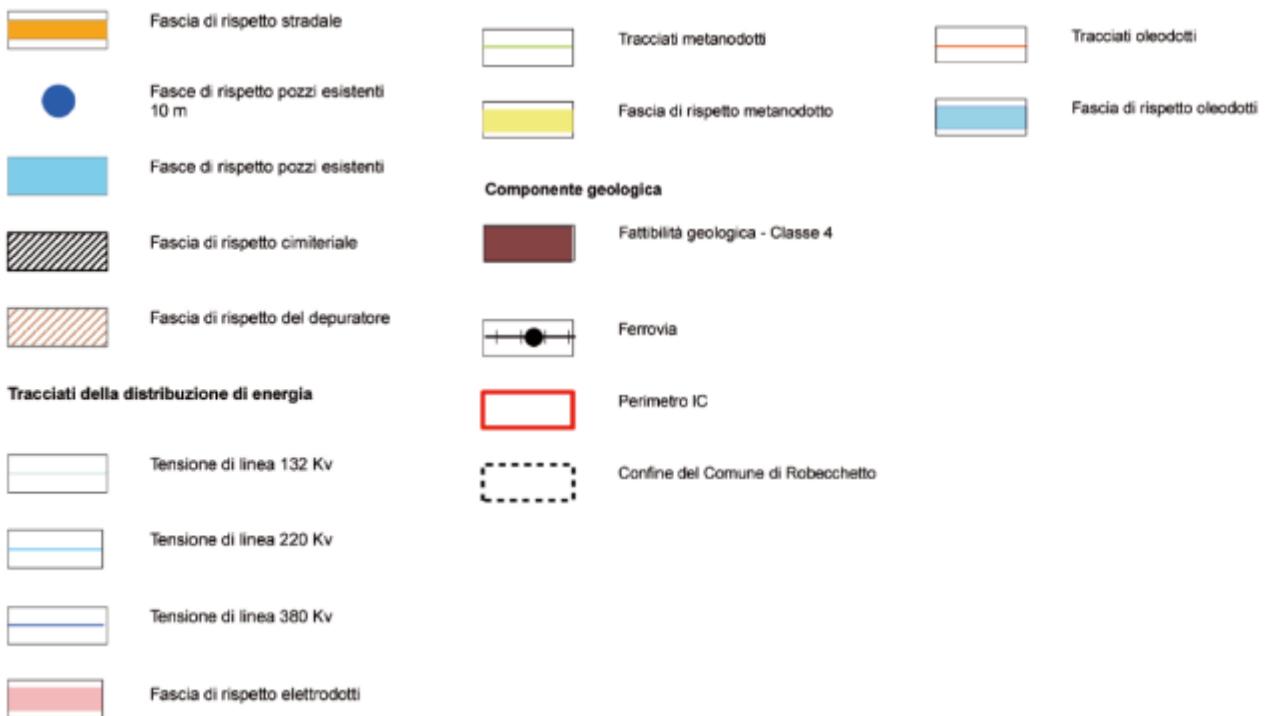 Fascia di rispetto stradale
Fasce di rispetto pozzi esistenti
10 m
Fasce di rispetto pozzi esistenti
Fascia di rispetto cimiteriale
Fascia di rispetto del depuratore
Tracciati della distribuzione di energia
Tensione di linea 132 Kv
Tensione di linea 220 Kv
Tensione di linea 380 Kv
Fascia di rispetto elettrodotti
Tracciati metanodotti
Fascia di rispetto metanodotto
Componente geologica
Fattibilità geologica - Classe 4
Ferrovia
Perimetro IC
Confine del Comune di Robecchetto
Tracciati oleodotti
Fascia di rispetto oleodotti